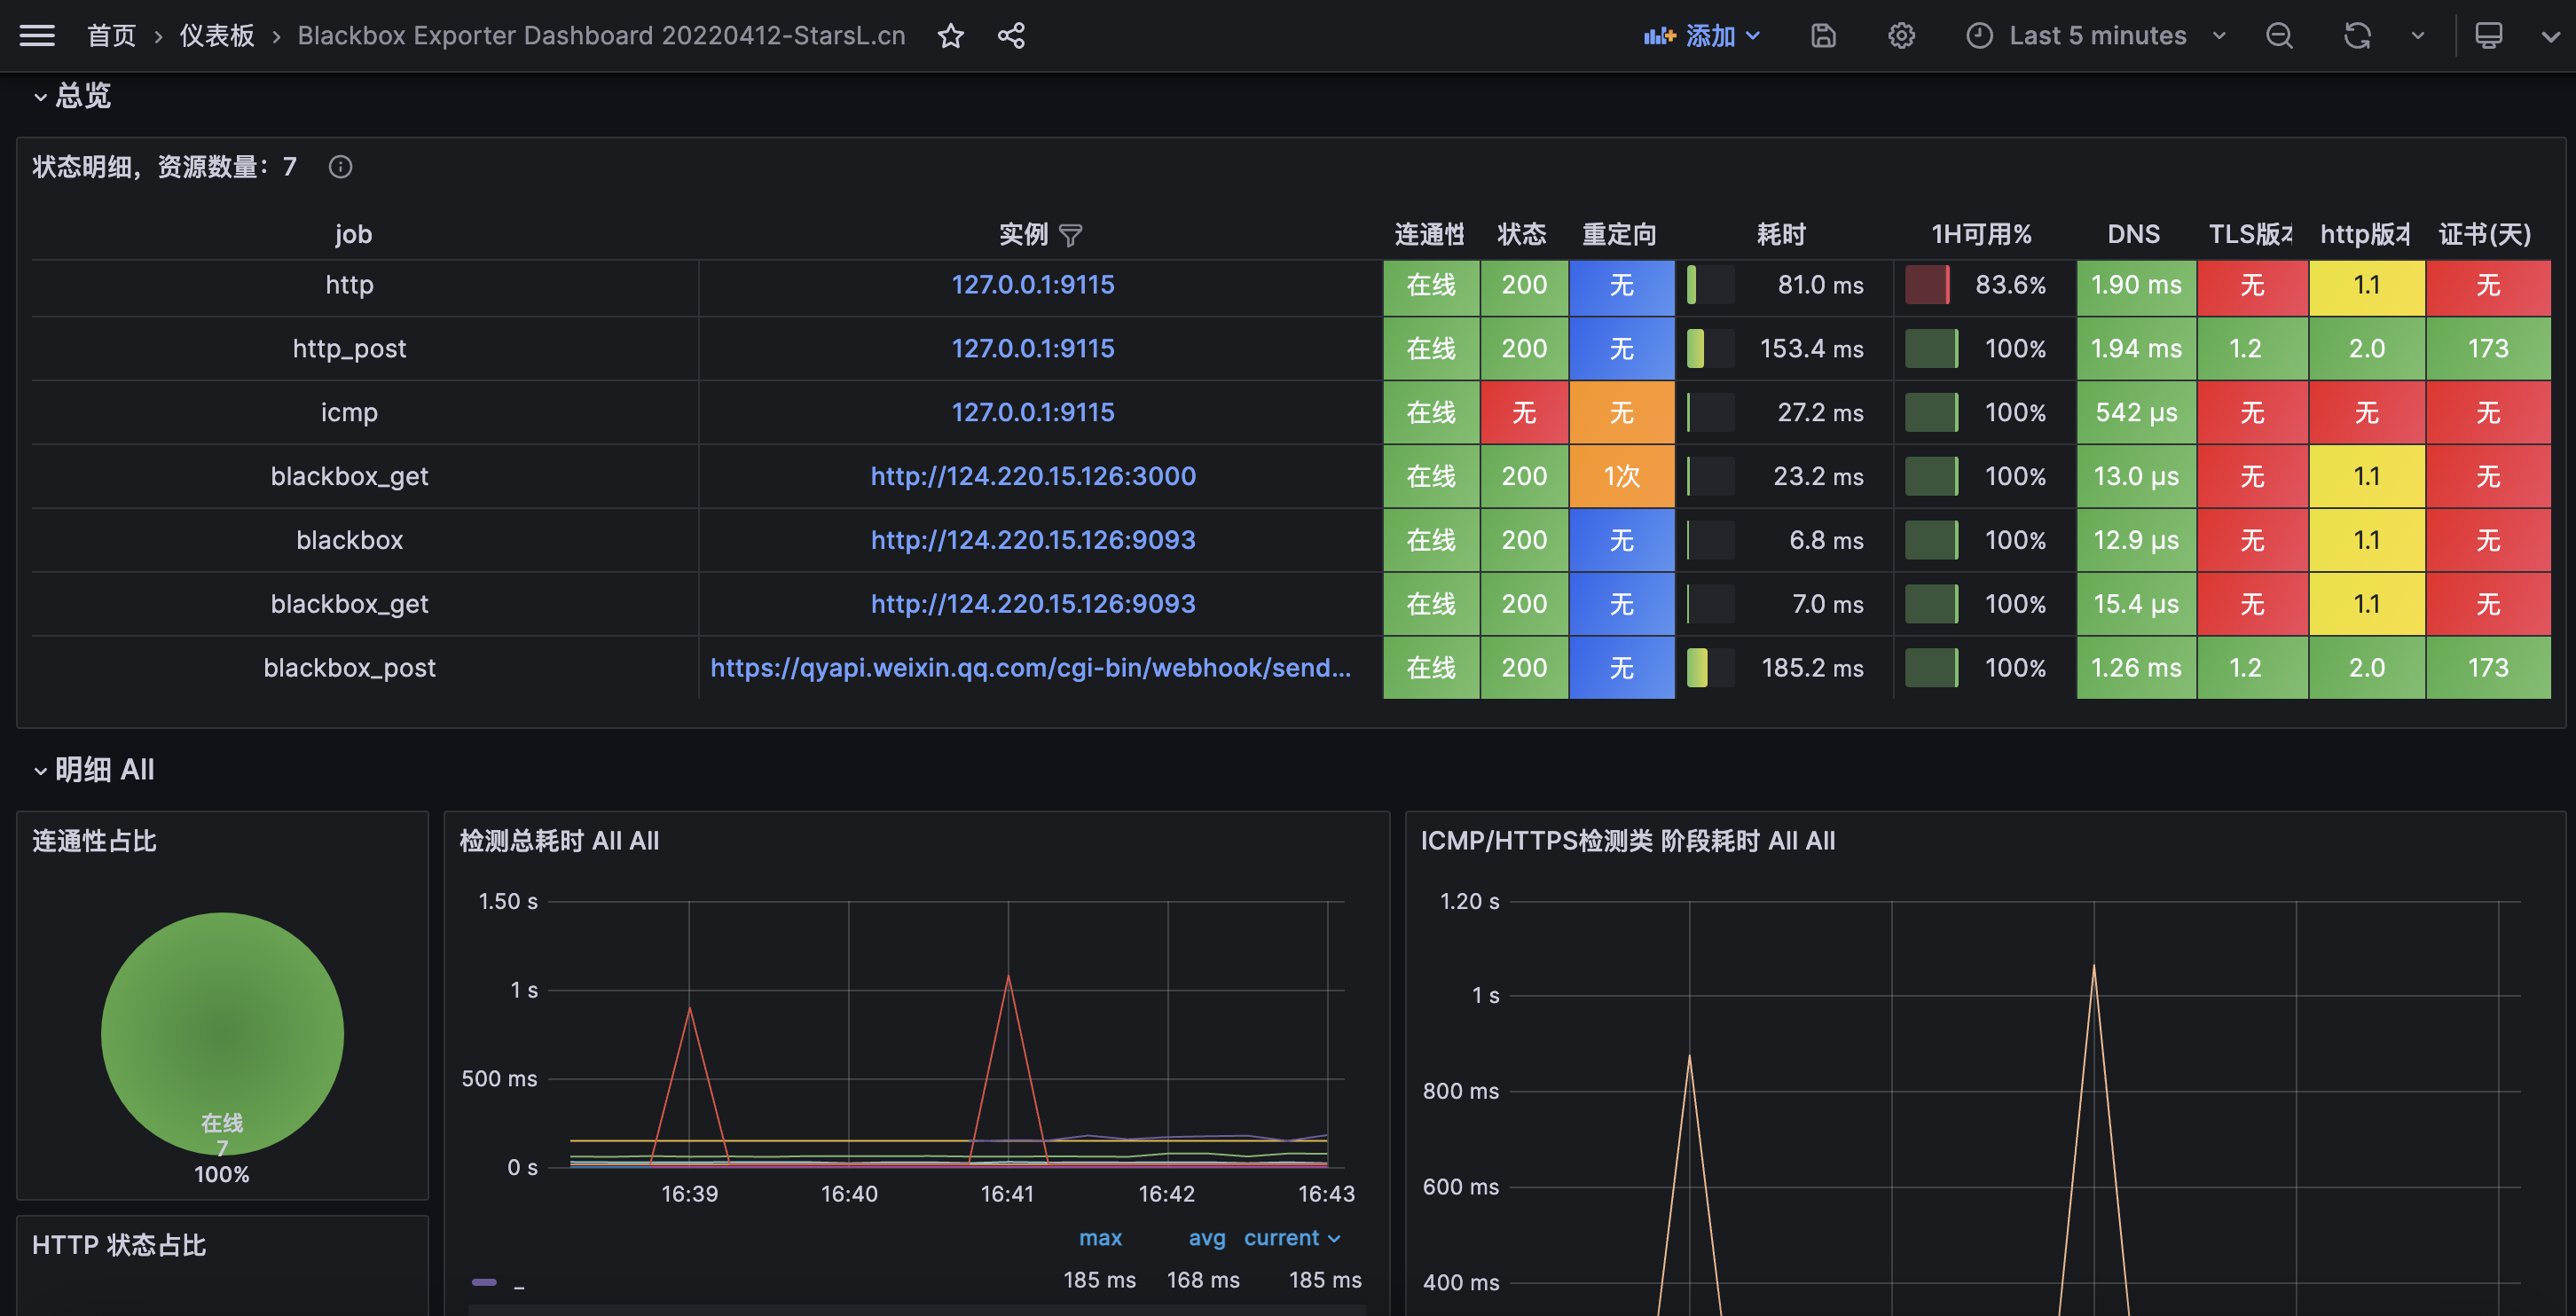 首页 › 仪表板 › Blackbox Exporter Dashboard 20220412-StarsL.cn 添加 Last 5 minutes
总览
状态明细，资源数量：7
job 实例 连通性 状态 重定向 耗时 1H可用% DNS TLS版本 http版本 证书(天)
http 127.0.0.1:9115 在线 200 无 81.0 ms 83.6% 1.90 ms 无 1.1 无
http_post 127.0.0.1:9115 在线 200 无 153.4 ms 100% 1.94 ms 1.2 2.0 173
icmp 127.0.0.1:9115 在线 无 无 27.2 ms 100% 542 µs 无 无 无
blackbox_get http://124.220.15.126:3000 在线 200 1次 23.2 ms 100% 13.0 µs 无 1.1 无
blackbox http://124.220.15.126:9093 在线 200 无 6.8 ms 100% 12.9 µs 无 1.1 无
blackbox_get http://124.220.15.126:9093 在线 200 无 7.0 ms 100% 15.4 µs 无 1.1 无
blackbox_post https://qyapi.weixin.qq.com/cgi-bin/webhook/send... 在线 200 无 185.2 ms 100% 1.26 ms 1.2 2.0 173
明细 All
连通性占比
在线
7
100%
HTTP 状态占比
检测总耗时 All All
1.50 s
1 s
500 ms
0 s
16:39 16:40 16:41 16:42 16:43
max avg current
_ 185 ms 168 ms 185 ms
ICMP/HTTPS检测类 阶段耗时 All All
1.20 s
1 s
800 ms
600 ms
400 ms